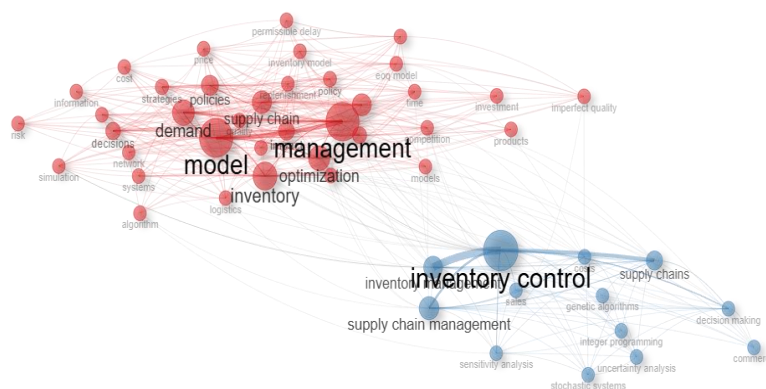 permissible delay
price
inventory model
cost
eoq model
information
strategies
policies
replenishment
policy
time
investment
imperfect quality
supply chain
risk
demand
quality
competition
products
decisions
management
network
model
simulation
systems
optimization
models
inventory
logistics
algorithm
costs
inventory management
inventory control
supply chains
sales
genetic algorithms
decision making
supply chain management
integer programming
commer
sensitivity analysis
uncertainty analysis
stochastic systems